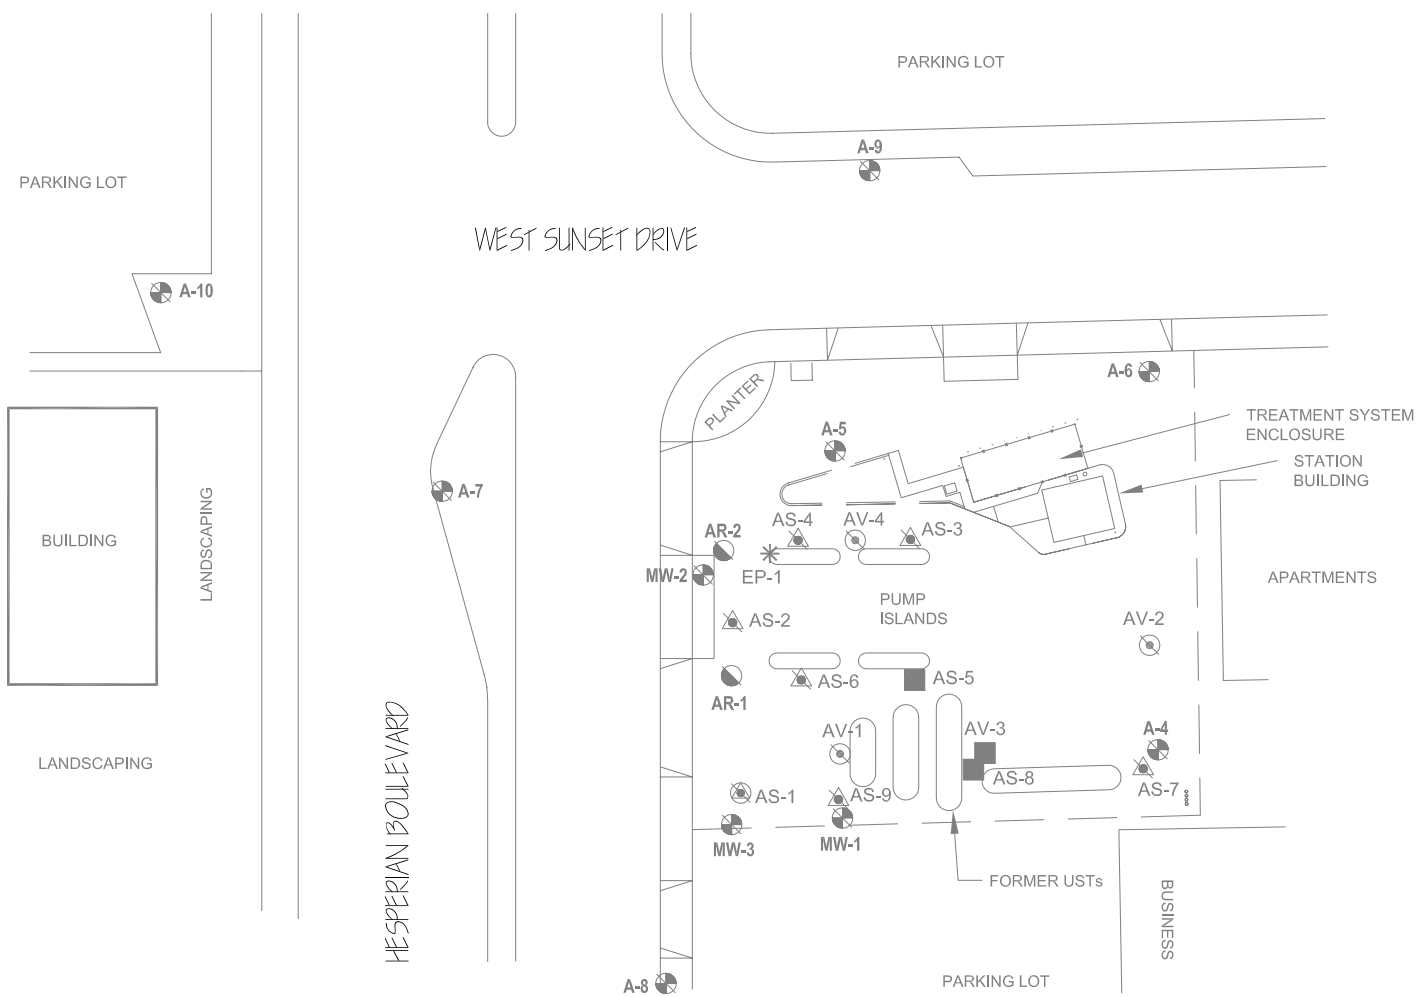 PARKING LOT
A-9
PARKING LOT
WEST SUNSET DRIVE
A-10
A-6
PLANTER
TREATMENT SYSTEM
ENCLOSURE
STATION
BUILDING
A-5
A-7
LANDSCAPING
BUILDING
AS-4
AV-4
AS-3
AR-2
MW-2
EP-1
APARTMENTS
PUMP
ISLANDS
AS-2
AV-2
AS-6
AS-5
AR-1
HESPERIAN BOULEVARD
AV-1
AV-3
A-4
LANDSCAPING
AS-8
AS-7
AS-1
AS-9
MW-3
MW-1
FORMER USTs
BUSINESS
A-8
PARKING LOT